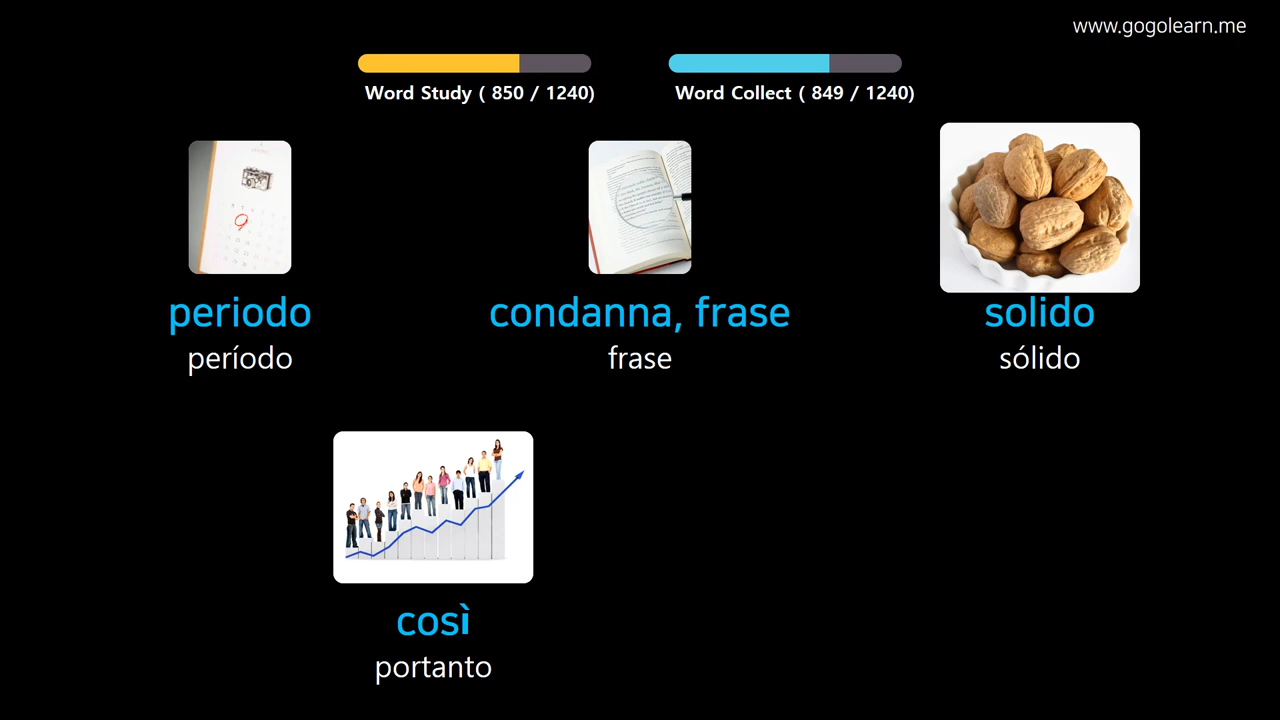 www.gogolearn.me
Word Study ( 850 / 1240)
Word Collect ( 849 / 1240)
periodo
período
condanna, frase
frase
solido
sólido
così
portanto